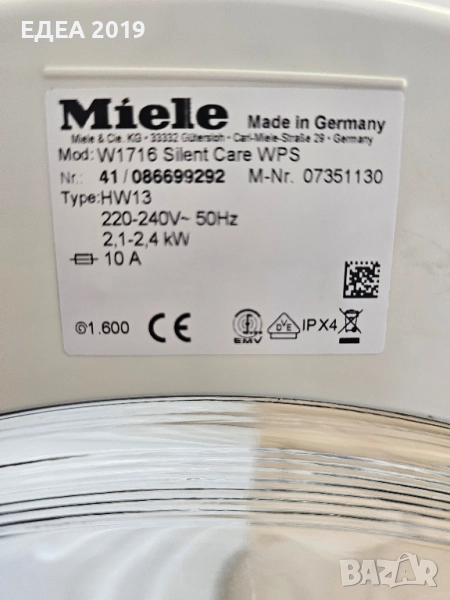 ЕДЕА 2019
Miele Made in Germany
Miele & Cie. KG · 33332 Gütersloh · Carl-Miele-Straße 29 · Germany
Mod: W1716 Silent Care WPS
Nr.: 41 / 086699292 M-Nr. 07351130
Type: HW13
220-240V~ 50Hz
2,1-2,4 kW
10 A
1.600 CE EMV DVE IPX4
BAZAR